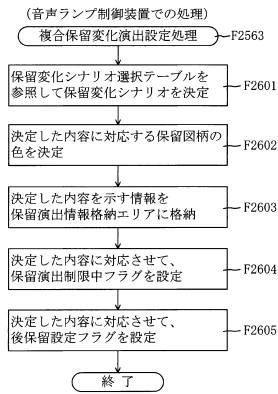 （音声ランプ制御装置での処理）
複合保留変化演出設定処理
F2563
保留変化シナリオ選択テーブルを
参照して保留変化シナリオを決定
F2601
決定した内容に対応する保留図柄の
色を決定
F2602
決定した内容を示す情報を
保留演出情報格納エリアに格納
F2603
決定した内容に対応させて、
保留演出制限中フラグを設定
F2604
決定した内容に対応させて、
後保留設定フラグを設定
F2605
終 了